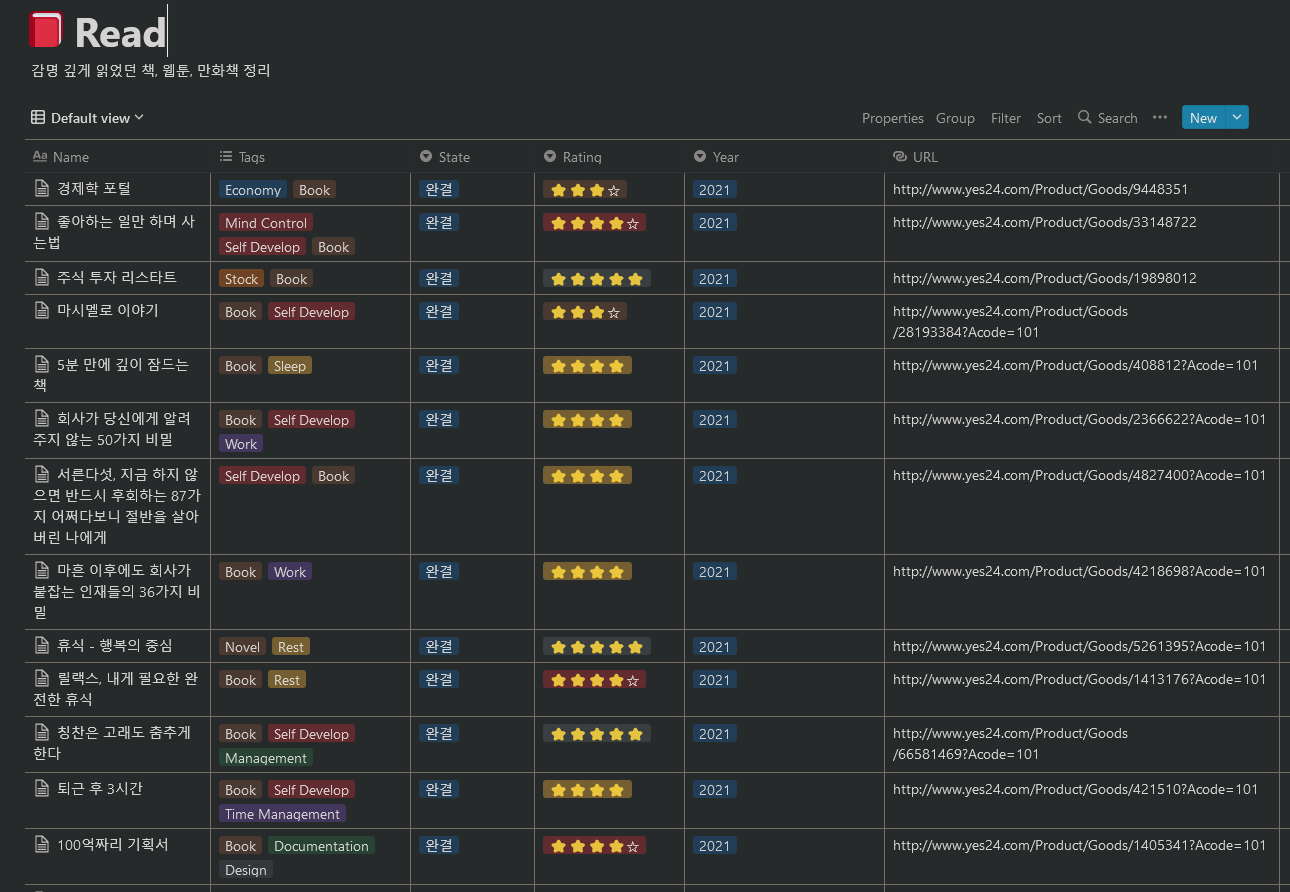 Read
감명 깊게 읽었던 책, 웹툰, 만화책 정리
Default view
Properties Group Filter Sort Search ••• New
Aa Name Tags State Rating Year URL
경제학 포털 Economy Book 완결 ★★★☆ 2021 http://www.yes24.com/Product/Goods/9448351
좋아하는 일만 하며 사 Mind Control 완결 ★★★★☆ 2021 http://www.yes24.com/Product/Goods/33148722
는법 Self Develop Book
주식 투자 리스타트 Stock Book 완결 ★★★★★ 2021 http://www.yes24.com/Product/Goods/19898012
마시멜로 이야기 Book Self Develop 완결 ★★★☆ 2021 http://www.yes24.com/Product/Goods
/28193384?Acode=101
5분 만에 깊이 잠드는 Book Sleep 완결 ★★★★ 2021 http://www.yes24.com/Product/Goods/408812?Acode=101
책
회사가 당신에게 알려 Book Self Develop 완결 ★★★★ 2021 http://www.yes24.com/Product/Goods/2366622?Acode=101
주지 않는 50가지 비밀 Work
서른다섯, 지금 하지 않 Self Develop Book 완결 ★★★★ 2021 http://www.yes24.com/Product/Goods/4827400?Acode=101
으면 반드시 후회하는 87가
지 어쩌다보니 절반을 살아
버린 나에게
마흔 이후에도 회사가 Book Work 완결 ★★★★ 2021 http://www.yes24.com/Product/Goods/4218698?Acode=101
붙잡는 인재들의 36가지 비
밀
휴식 - 행복의 중심 Novel Rest 완결 ★★★★★ 2021 http://www.yes24.com/Product/Goods/5261395?Acode=101
릴랙스, 내게 필요한 완 Book Rest 완결 ★★★★☆ 2021 http://www.yes24.com/Product/Goods/1413176?Acode=101
전한 휴식
칭찬은 고래도 춤추게 Book Self Develop 완결 ★★★★★ 2021 http://www.yes24.com/Product/Goods
한다 Management /66581469?Acode=101
퇴근 후 3시간 Book Self Develop 완결 ★★★★ 2021 http://www.yes24.com/Product/Goods/421510?Acode=101
Time Management
100억짜리 기획서 Book Documentation 완결 ★★★★☆ 2021 http://www.yes24.com/Product/Goods/1405341?Acode=101
Design